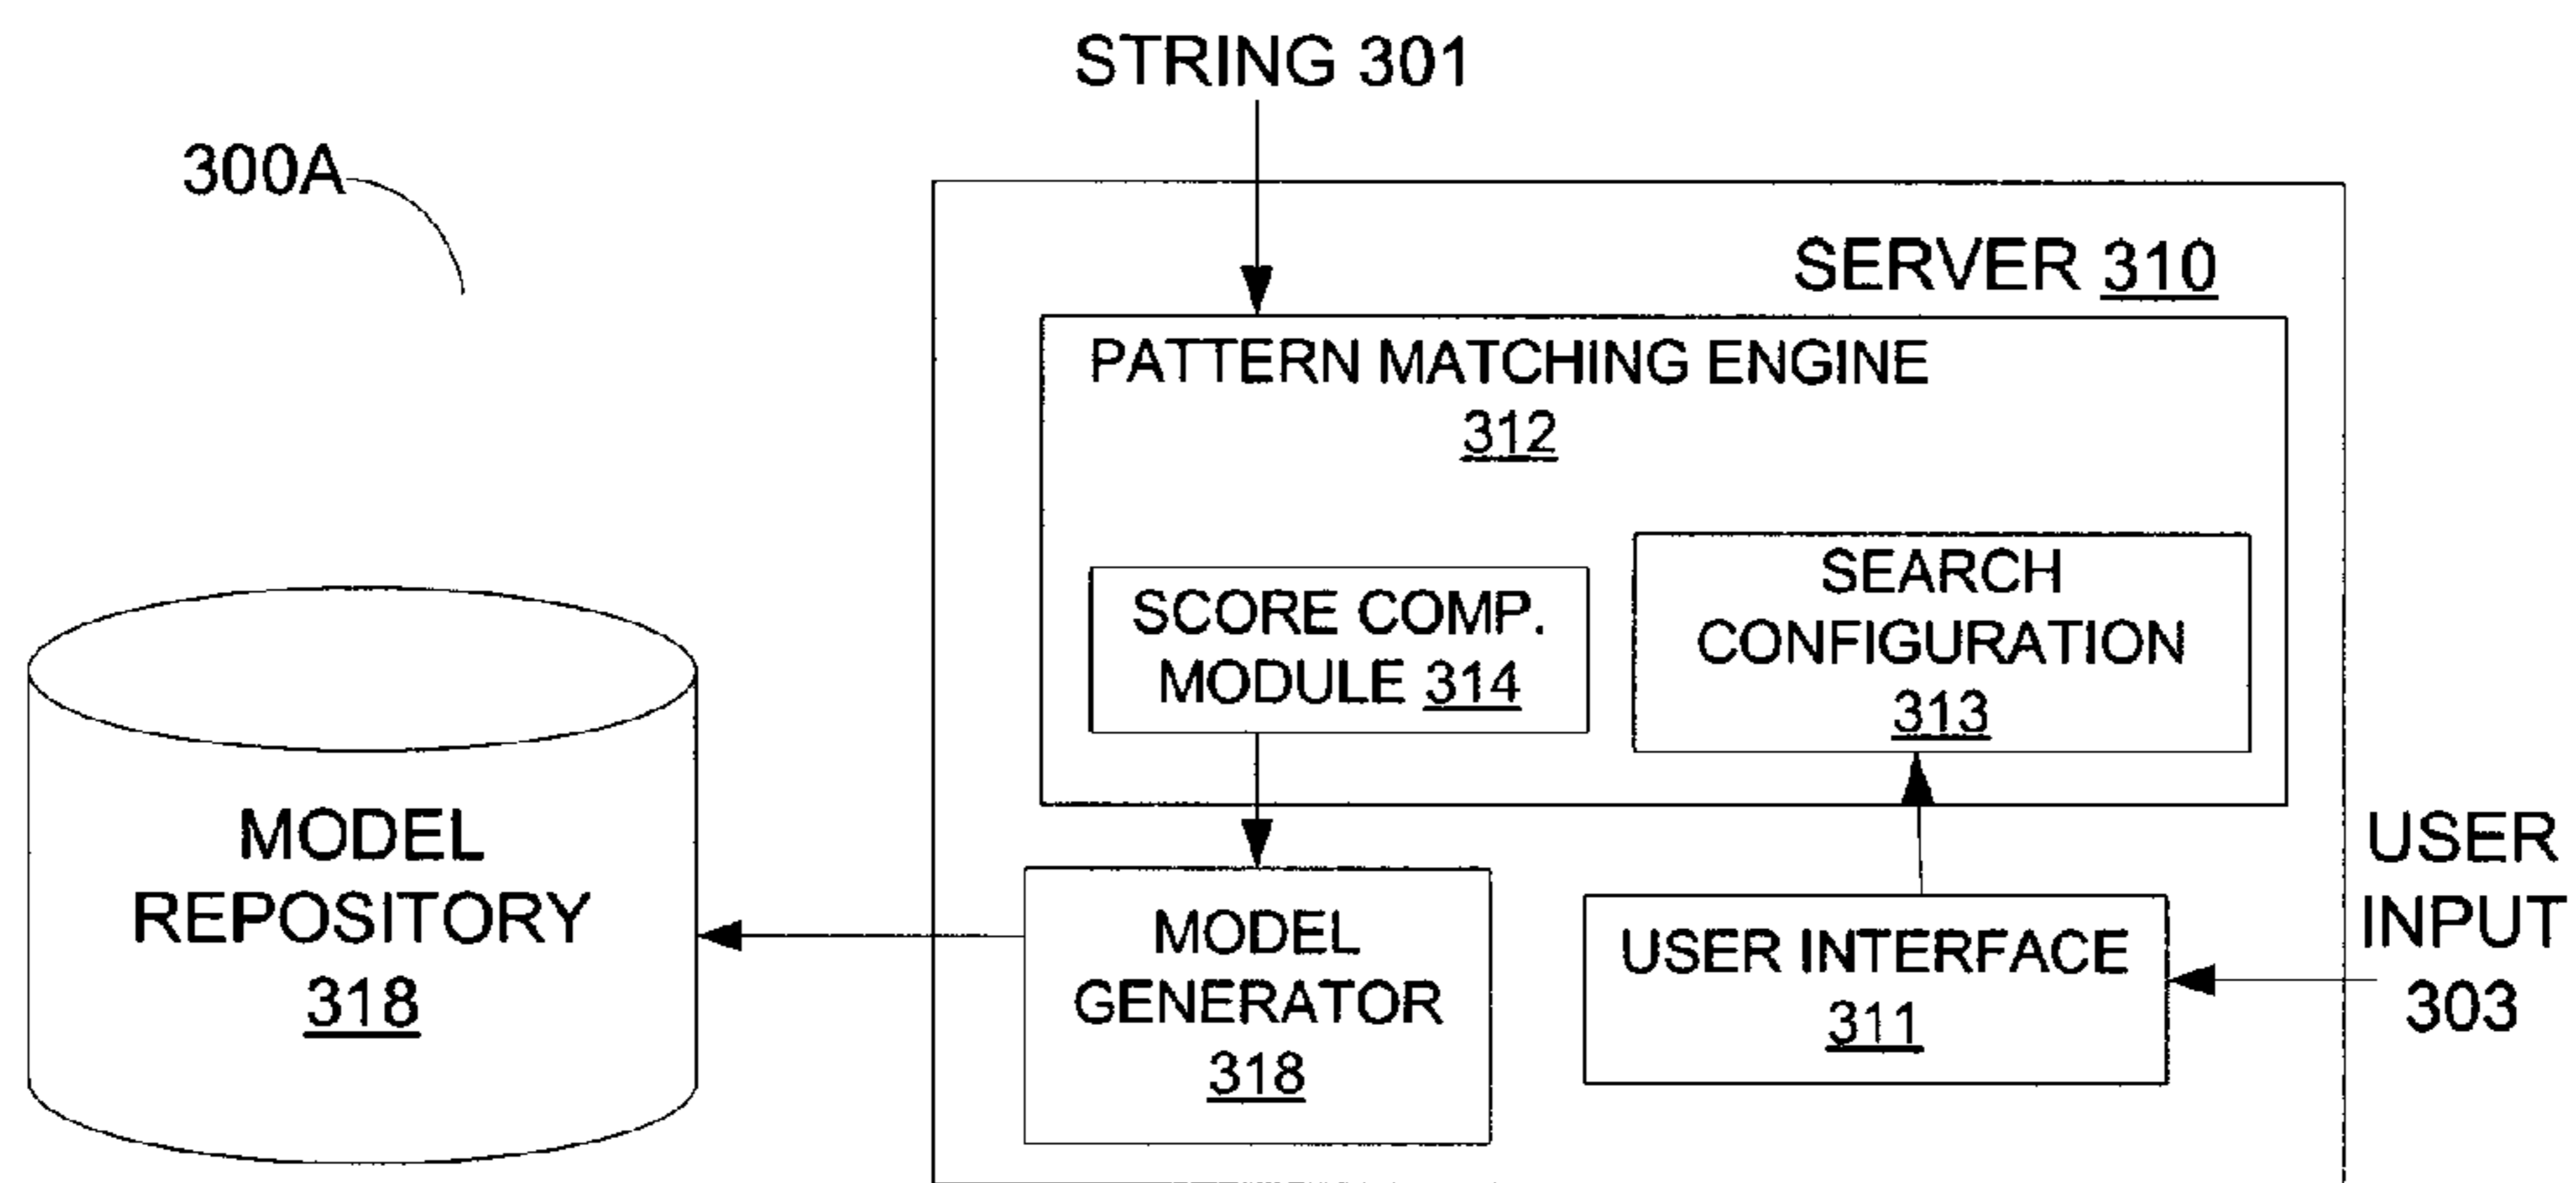 STRING 301
300A
SERVER 310
PATTERN MATCHING ENGINE
312
SCORE COMP.
MODULE 314
SEARCH
CONFIGURATION
313
MODEL
REPOSITORY
318
MODEL
GENERATOR
318
USER INTERFACE
311
USER
INPUT
303